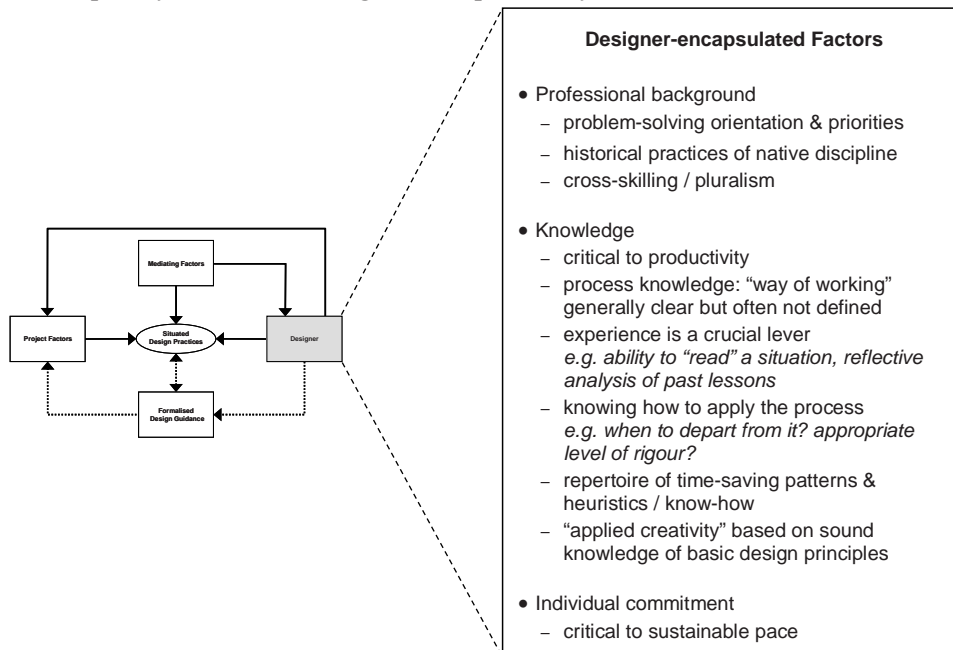 Designer-encapsulated Factors
• Professional background
– problem-solving orientation & priorities
– historical practices of native discipline
– cross-skilling / pluralism
• Knowledge
– critical to productivity
– process knowledge: “way of working”
generally clear but often not defined
– experience is a crucial lever
e.g. ability to “read” a situation, reflective
analysis of past lessons
– knowing how to apply the process
e.g. when to depart from it? appropriate
level of rigour?
– repertoire of time-saving patterns &
heuristics / know-how
– “applied creativity” based on sound
knowledge of basic design principles
• Individual commitment
– critical to sustainable pace
Mediating Factors
Project Factors
Situated
Design Practices
Designer
Formalised
Design Guidance